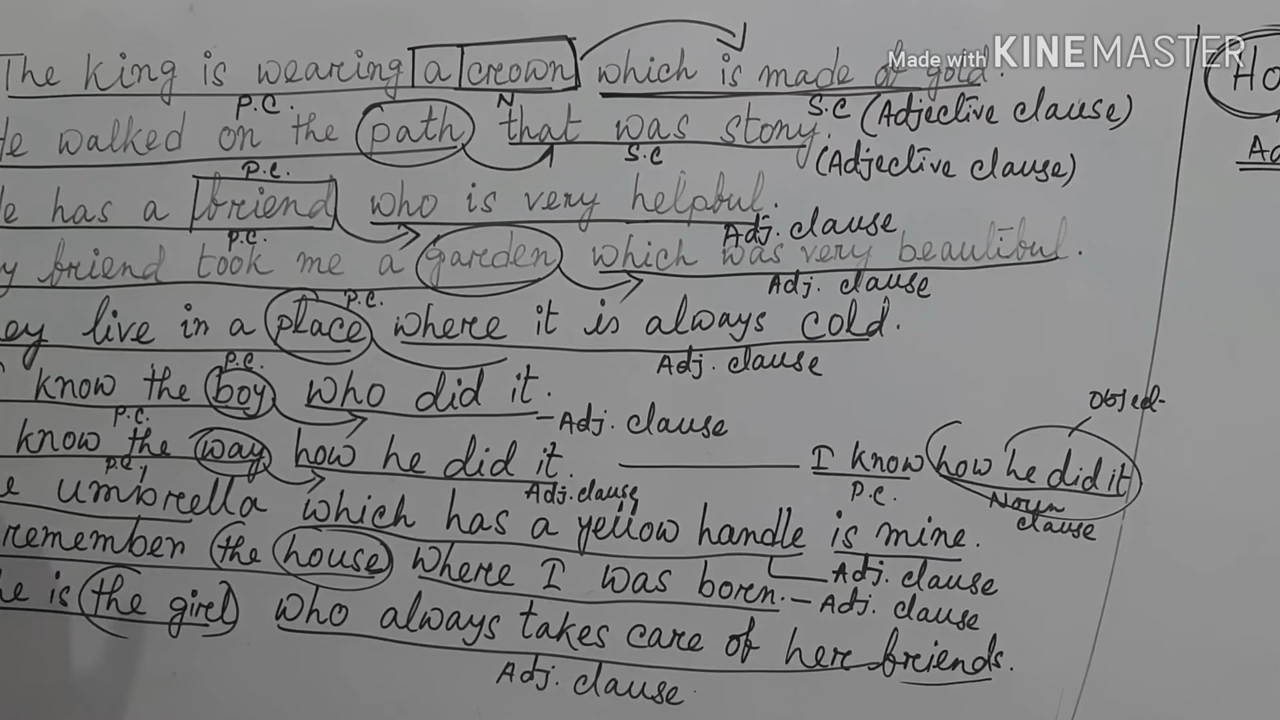 Made with KINEMASTER
The King is wearing a crown which is made of gold.
P.C. N S.C (Adjective clause)
He walked on the path that was stony.
P.C. S.C (Adjective clause)
He has a friend who is very helpful.
P.C. Adj. clause
y friend took me a garden which was very beautiful.
P.C. Adj. clause
ey live in a place where it is always cold.
P.C. Adj. clause
know the boy who did it.
P.C. - Adj. clause
know the way how he did it. I know how he did it
P.C. Adj. clause P.C. Noun clause
Object
e umbrella which has a yellow handle is mine.
Adj. clause
remember the house where I was born.
- Adj. clause
he is the girl who always takes care of her friends.
Adj. clause
Ho
Ad